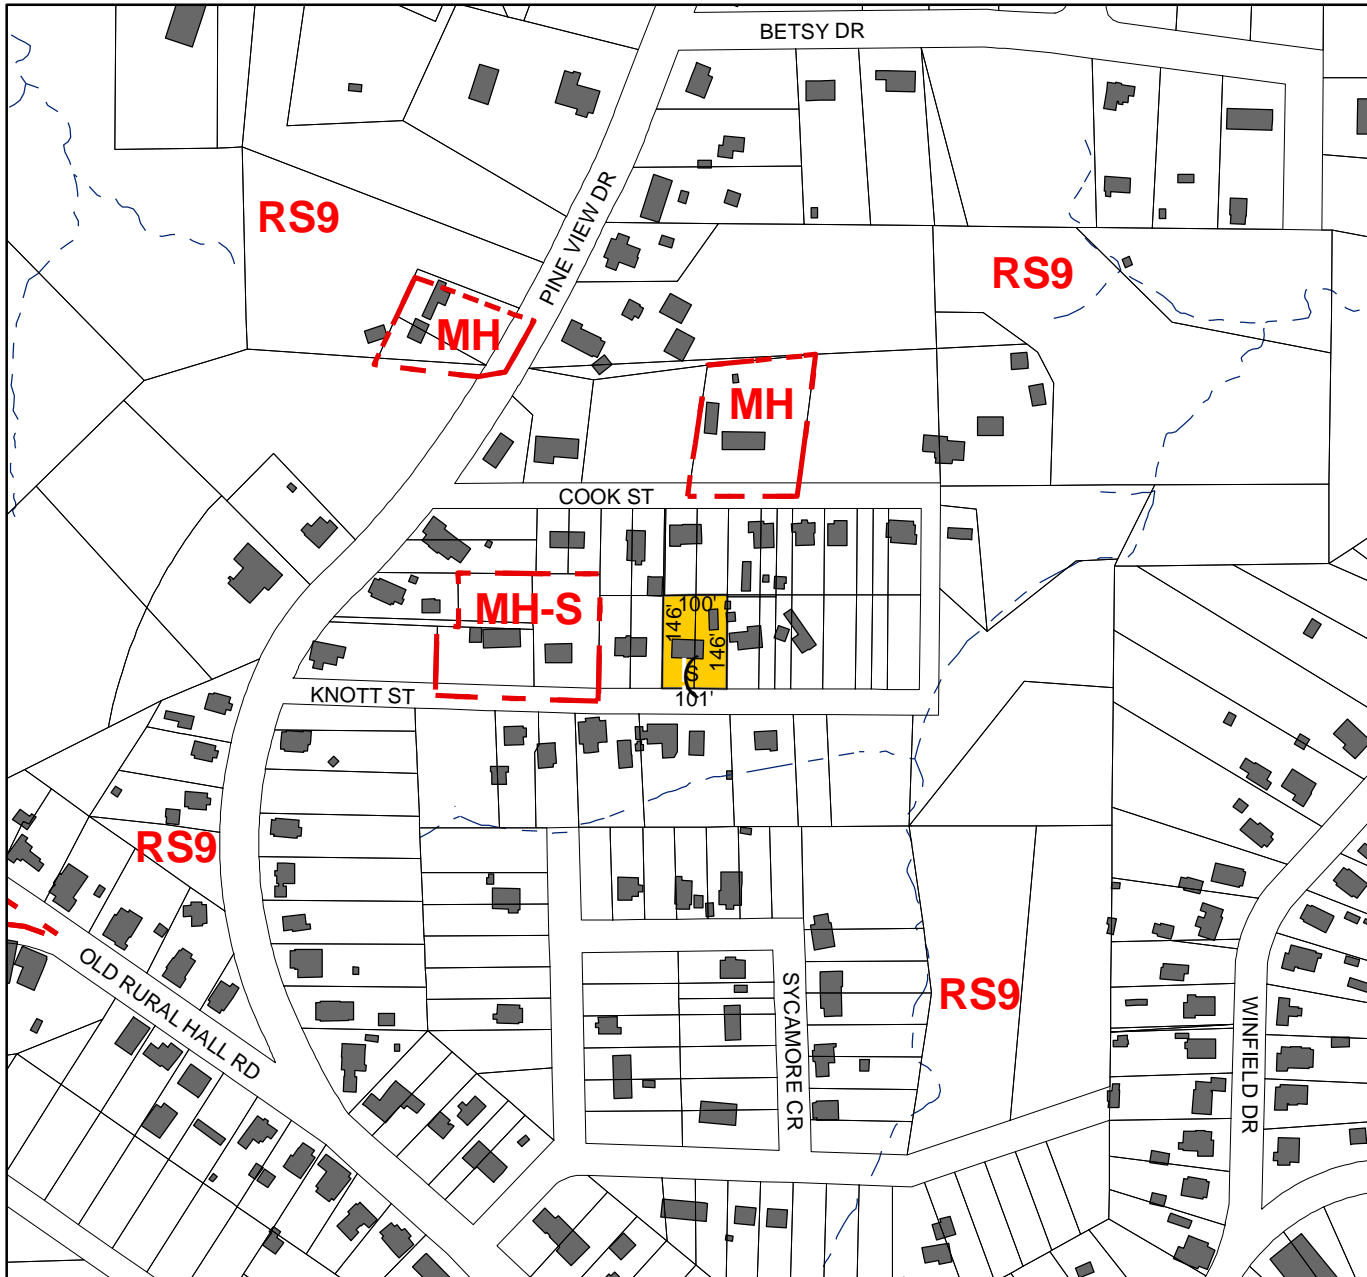 BETSY DR
RS9
PINE VIEW DR
RS9
MH
MH
COOK ST
MH-S
100'
146'
146'
S
101'
KNOTT ST
RS9
OLD RURAL HALL RD
SYCAMORE CR
RS9
WINFIELD DR